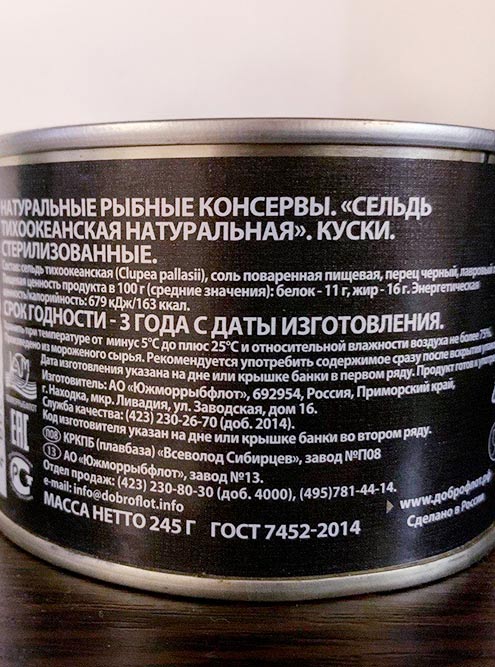 НАТУРАЛЬНЫЕ РЫБНЫЕ КОНСЕРВЫ. «СЕЛЬДЬ
ТИХООКЕАНСКАЯ НАТУРАЛЬНАЯ». КУСКИ.
СТЕРИЛИЗОВАННЫЕ.
Состав: сельдь тихоокеанская (Clupea pallasii), соль поваренная пищевая, перец черный, лавровый
ценность продукта в 100 г (средние значения): белок - 11 г, жир - 16 г. Энергетическая
ценность/калорийность: 679 кДж/163 ккал.
СРОК ГОДНОСТИ - 3 ГОДА С ДАТЫ ИЗГОТОВЛЕНИЯ.
при температуре от минус 5°С до плюс 25°С и относительной влажности воздуха не более 75%.
Произведено из мороженого сырья. Рекомендуется употребить содержимое сразу после вскрытия
Дата изготовления указана на дне или крышке банки в первом ряду. Продукт готов к
Изготовитель: АО «Южморрыбфлот», 692954, Россия, Приморский край,
г. Находка, мкр. Ливадия, ул. Заводская, дом 16.
Служба качества: (423) 230-26-70 (доб. 2014).
Код изготовителя указан на дне или крышке банки во втором ряду.
П08 КРКПБ (плавбаза) «Всеволод Сибирцев», завод №П08
13 АО «Южморрыбфлот», завод №13.
Отдел продаж: (423) 230-80-30 (доб. 4000), (495)781-44-14.
e-mail: info@dobroflot.info
www.доброфлот.рф
Сделано в России
МАССА НЕТТО 245 Г ГОСТ 7452-2014
ЕАС